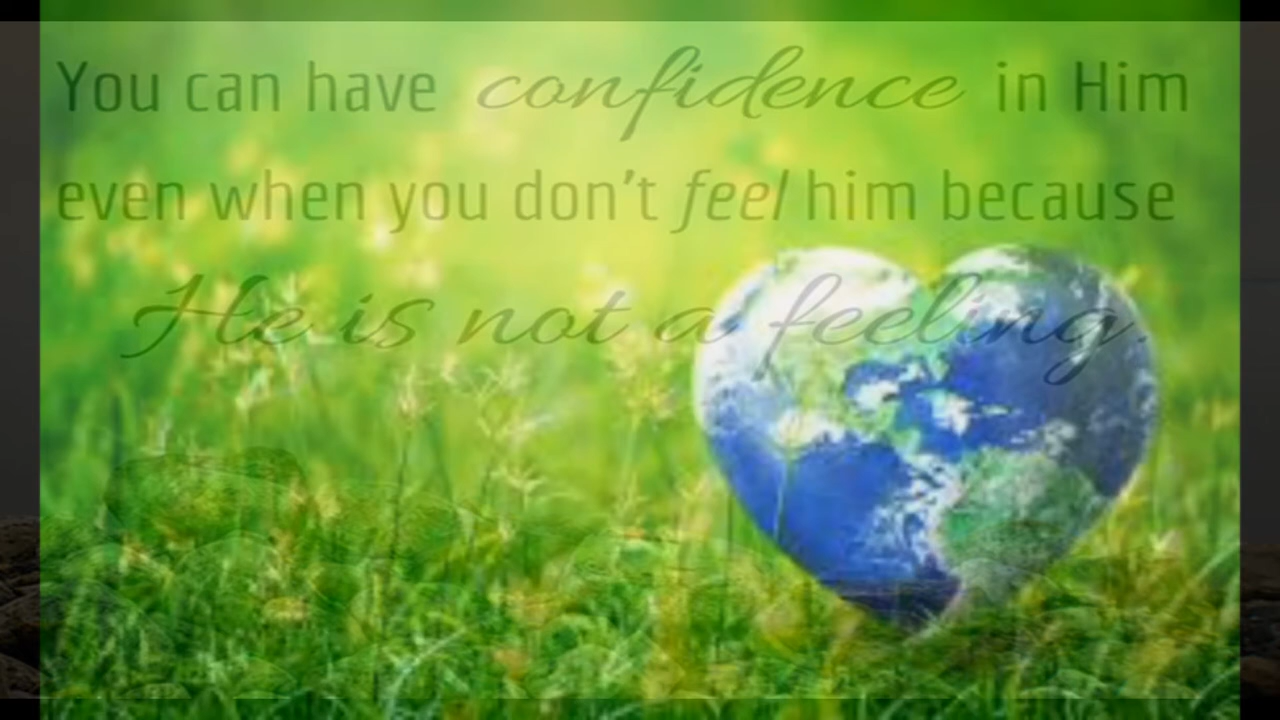 You can have confidence in Him
even when you don't feel him because
He is not a feeling.